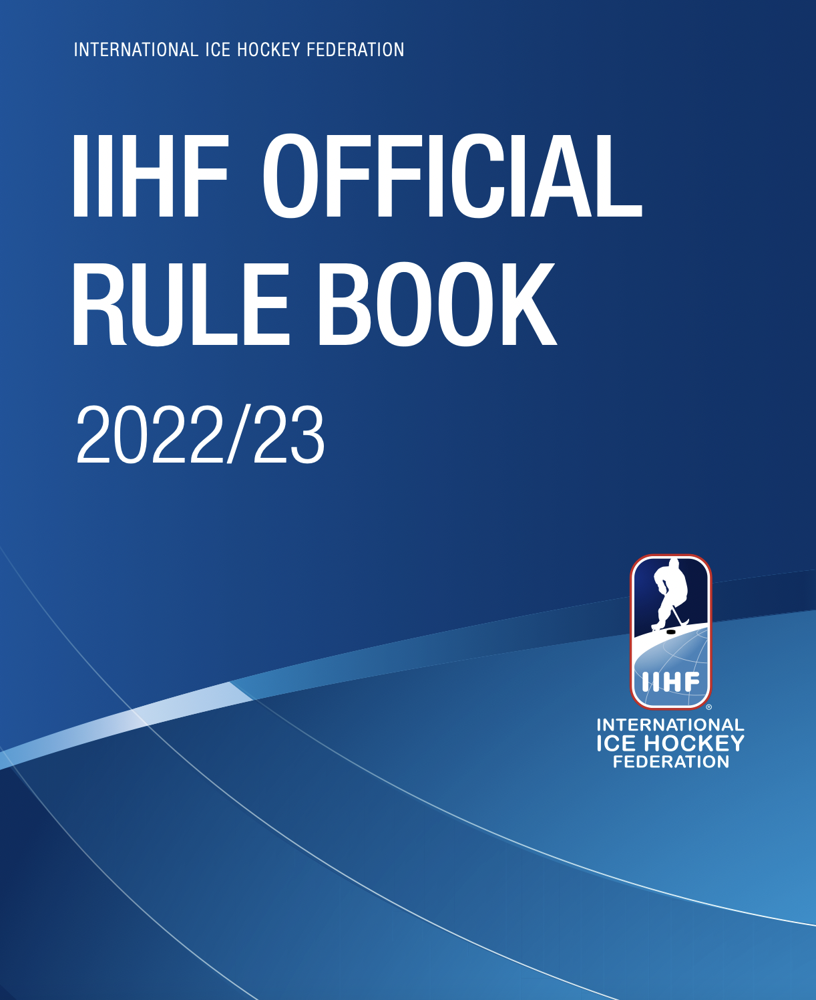 INTERNATIONAL ICE HOCKEY FEDERATION
IIHF OFFICIAL
RULE BOOK
2022/23
IIHF
®
INTERNATIONAL
ICE HOCKEY
FEDERATION